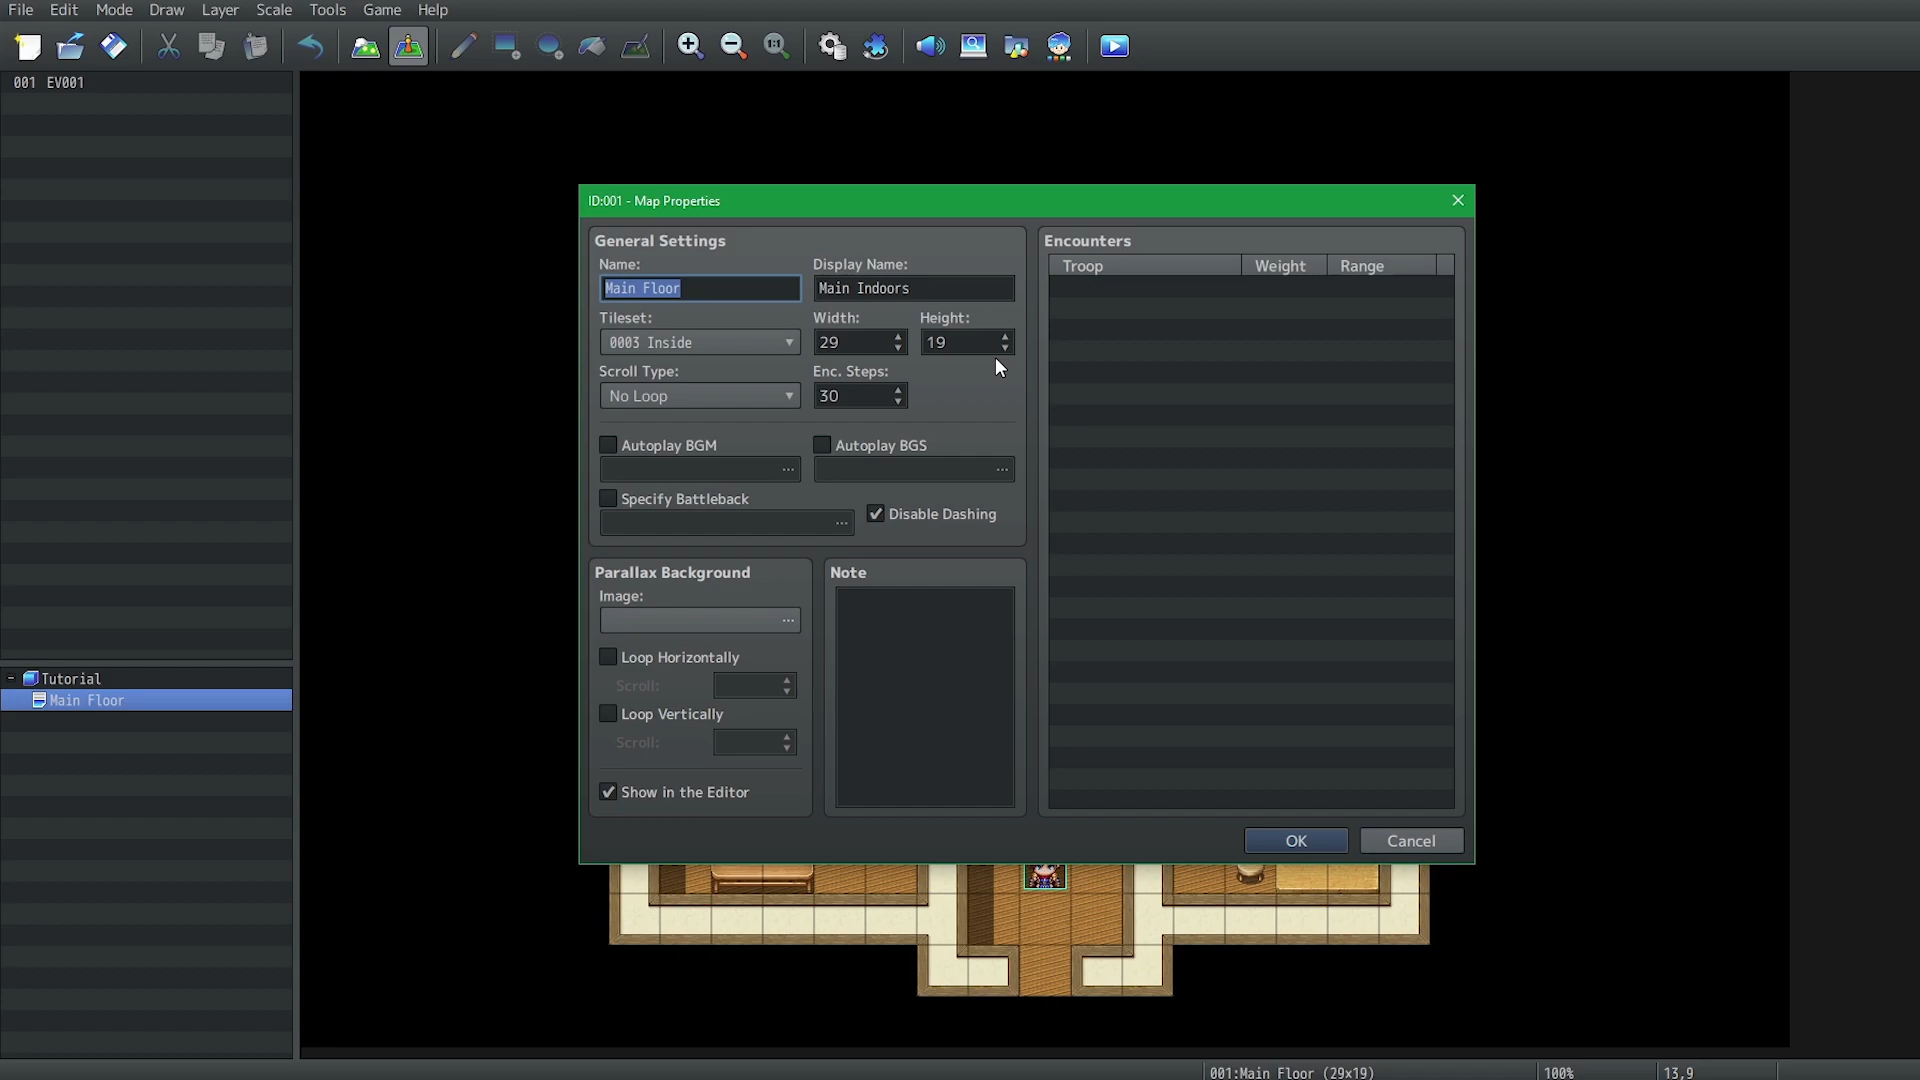 File Edit Mode Draw Layer Scale Tools Game Help
1:1
001 EV001
ID:001 - Map Properties
General Settings
Name:
Display Name:
Main Floor
Main Indoors
Tileset:
Width:
Height:
0003 Inside
29
19
Scroll Type:
Enc. Steps:
No Loop
30
Autoplay BGM
Autoplay BGS
...
...
Specify Battleback
...
Disable Dashing
Parallax Background
Image:
...
Loop Horizontally
Scroll:
Loop Vertically
Scroll:
Show in the Editor
Note
Encounters
Troop Weight Range
OK
Cancel
Tutorial
Main Floor
001:Main Floor (29x19) 100% 13,9